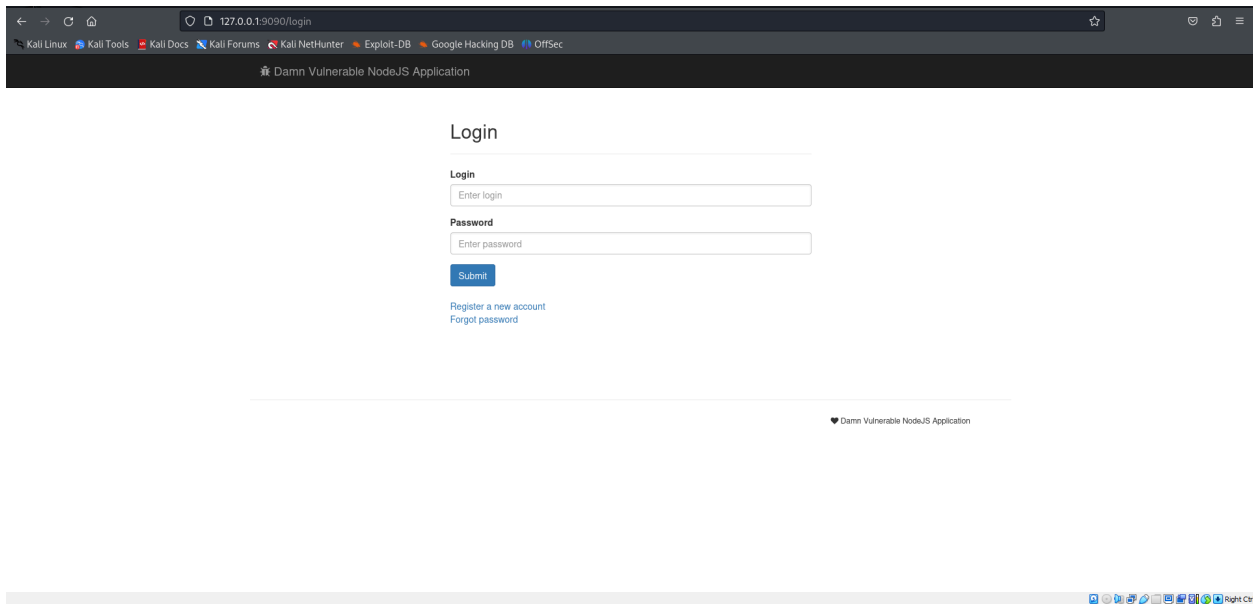 127.0.0.1:9090/login
Kali Linux Kali Tools Kali Docs Kali Forums Kali NetHunter Exploit-DB Google Hacking DB OffSec
Damn Vulnerable NodeJS Application
Login
Login
Enter login
Password
Enter password
Submit
Register a new account
Forgot password
Damn Vulnerable NodeJS Application
Right Ctr